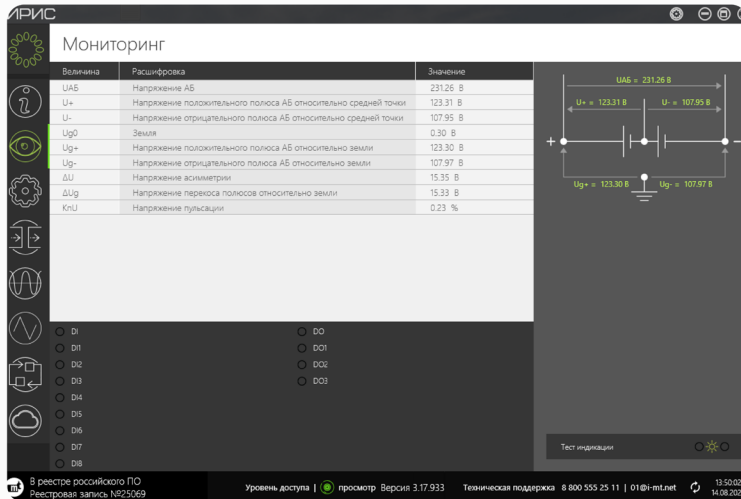 АРИС
Мониторинг
Величина Расшифровка Значение
UАБ Напряжение АБ 231.26 В
U+ Напряжение положительного полюса АБ относительно средней точки 123.31 В
U- Напряжение отрицательного полюса АБ относительно средней точки 107.95 В
Ug0 Земля 0.30 В
Ug+ Напряжение положительного полюса АБ относительно земли 123.30 В
Ug- Напряжение отрицательного полюса АБ относительно земли 107.97 В
ΔU Напряжение асимметрии 15.35 В
ΔUg Напряжение перекоса полюсов относительно земли 15.33 В
KnU Напряжение пульсации 0.23 %
UАБ = 231.26 В
U+ = 123.31 В U- = 107.95 В
+ -
Ug+ = 123.30 В Ug- = 107.97 В
DI DO
DI1 DO1
DI2 DO2
DI3 DO3
DI4
DI5
DI6
DI7
DI8
Тест индикации
В реестре российского ПО
Реестровая запись №25069
Уровень доступа | просмотр Версия 3.17.933 Техническая поддержка 8 800 555 25 11 | 01@i-mt.net
13:50:02
14.08.202